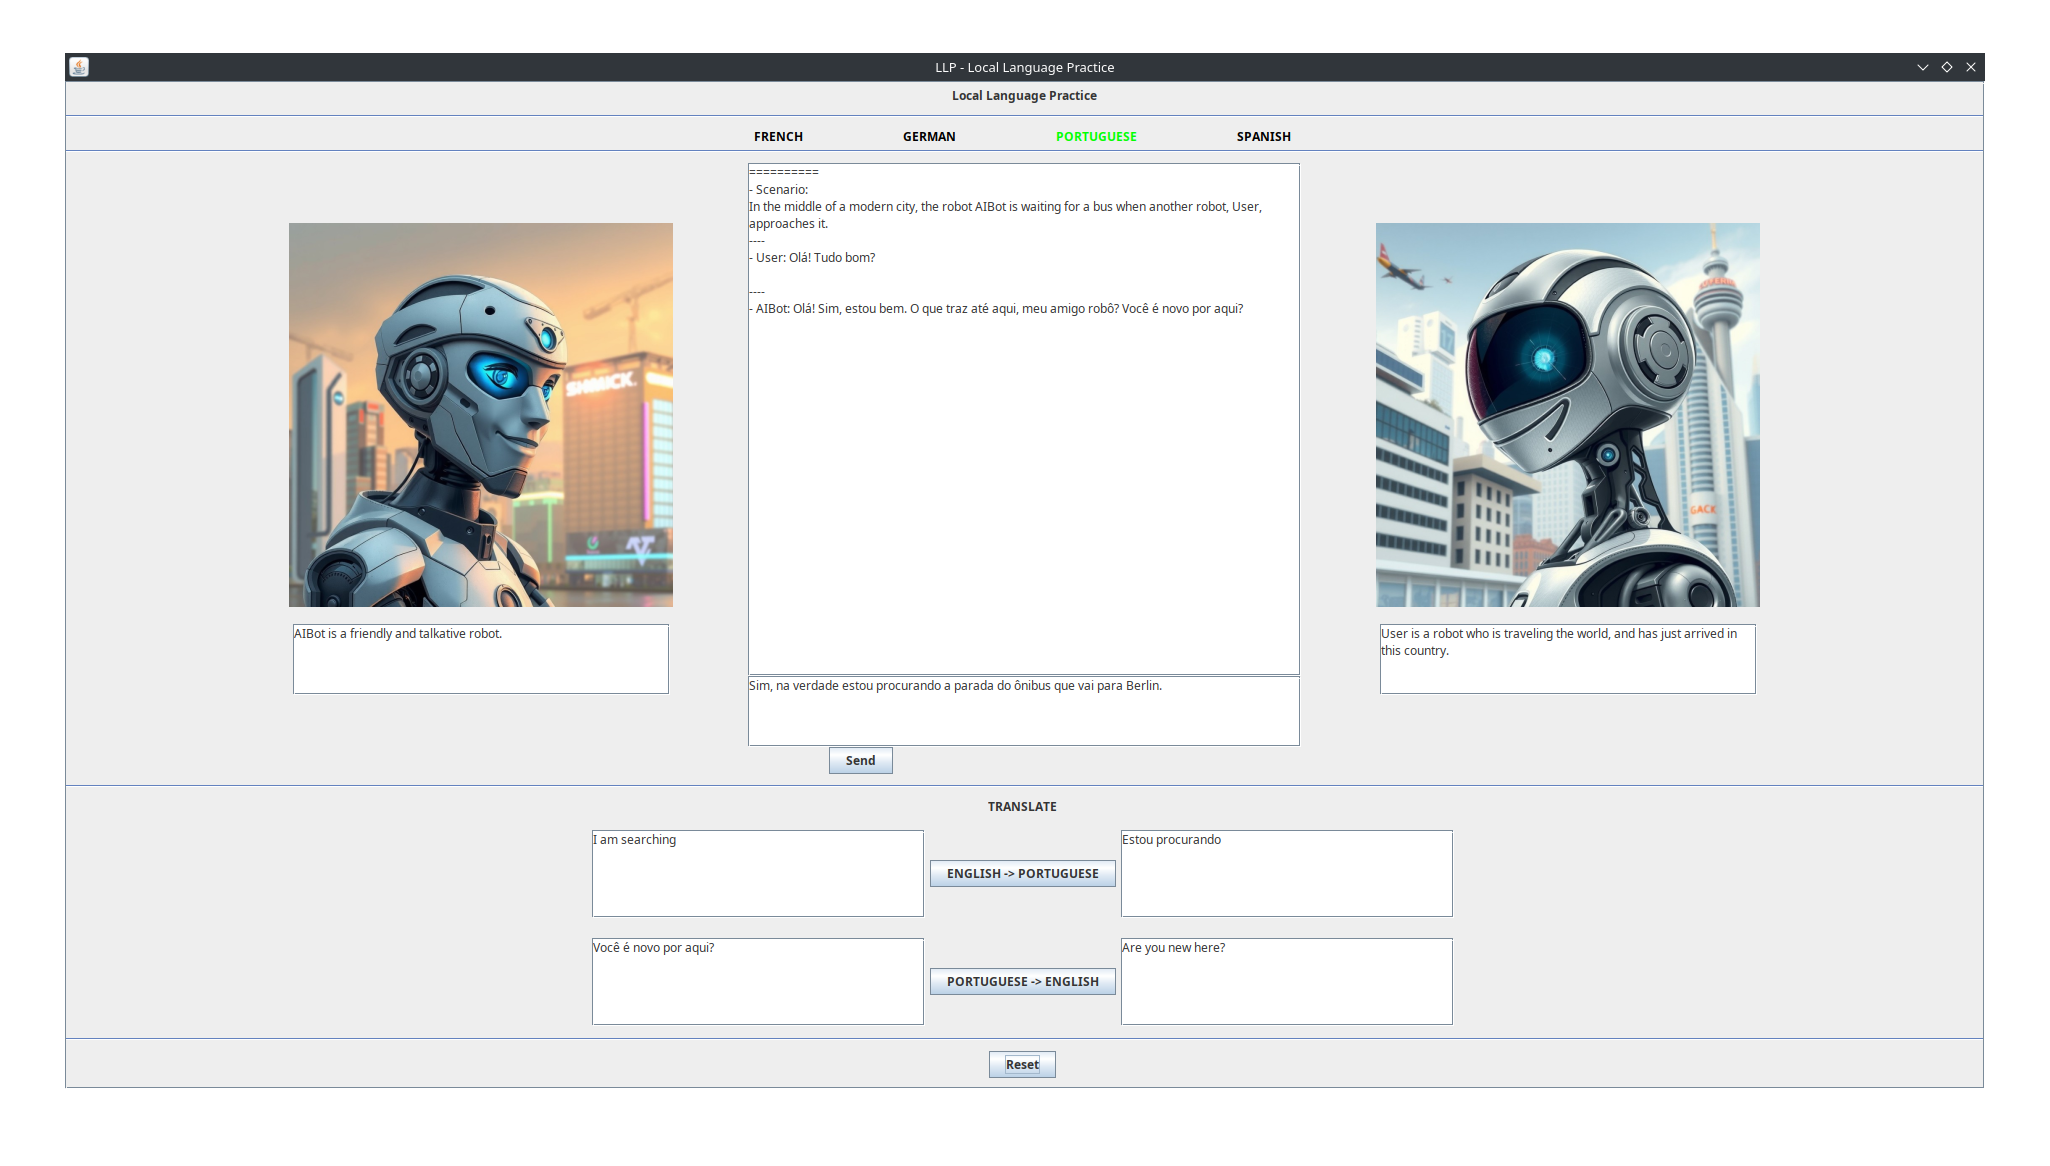 LLP - Local Language Practice
Local Language Practice
FRENCH GERMAN PORTUGUESE SPANISH
==========
- Scenario:
In the middle of a modern city, the robot AIBot is waiting for a bus when another robot, User,
approaches it.
----
- User: Olá! Tudo bom?
----
- AIBot: Olá! Sim, estou bem. O que traz até aqui, meu amigo robô? Você é novo por aqui?
AIBot is a friendly and talkative robot.
User is a robot who is traveling the world, and has just arrived in
this country.
Sim, na verdade estou procurando a parada do ônibus que vai para Berlin.
Send
TRANSLATE
I am searching
ENGLISH -> PORTUGUESE
Estou procurando
Você é novo por aqui?
PORTUGUESE -> ENGLISH
Are you new here?
Reset
GACK